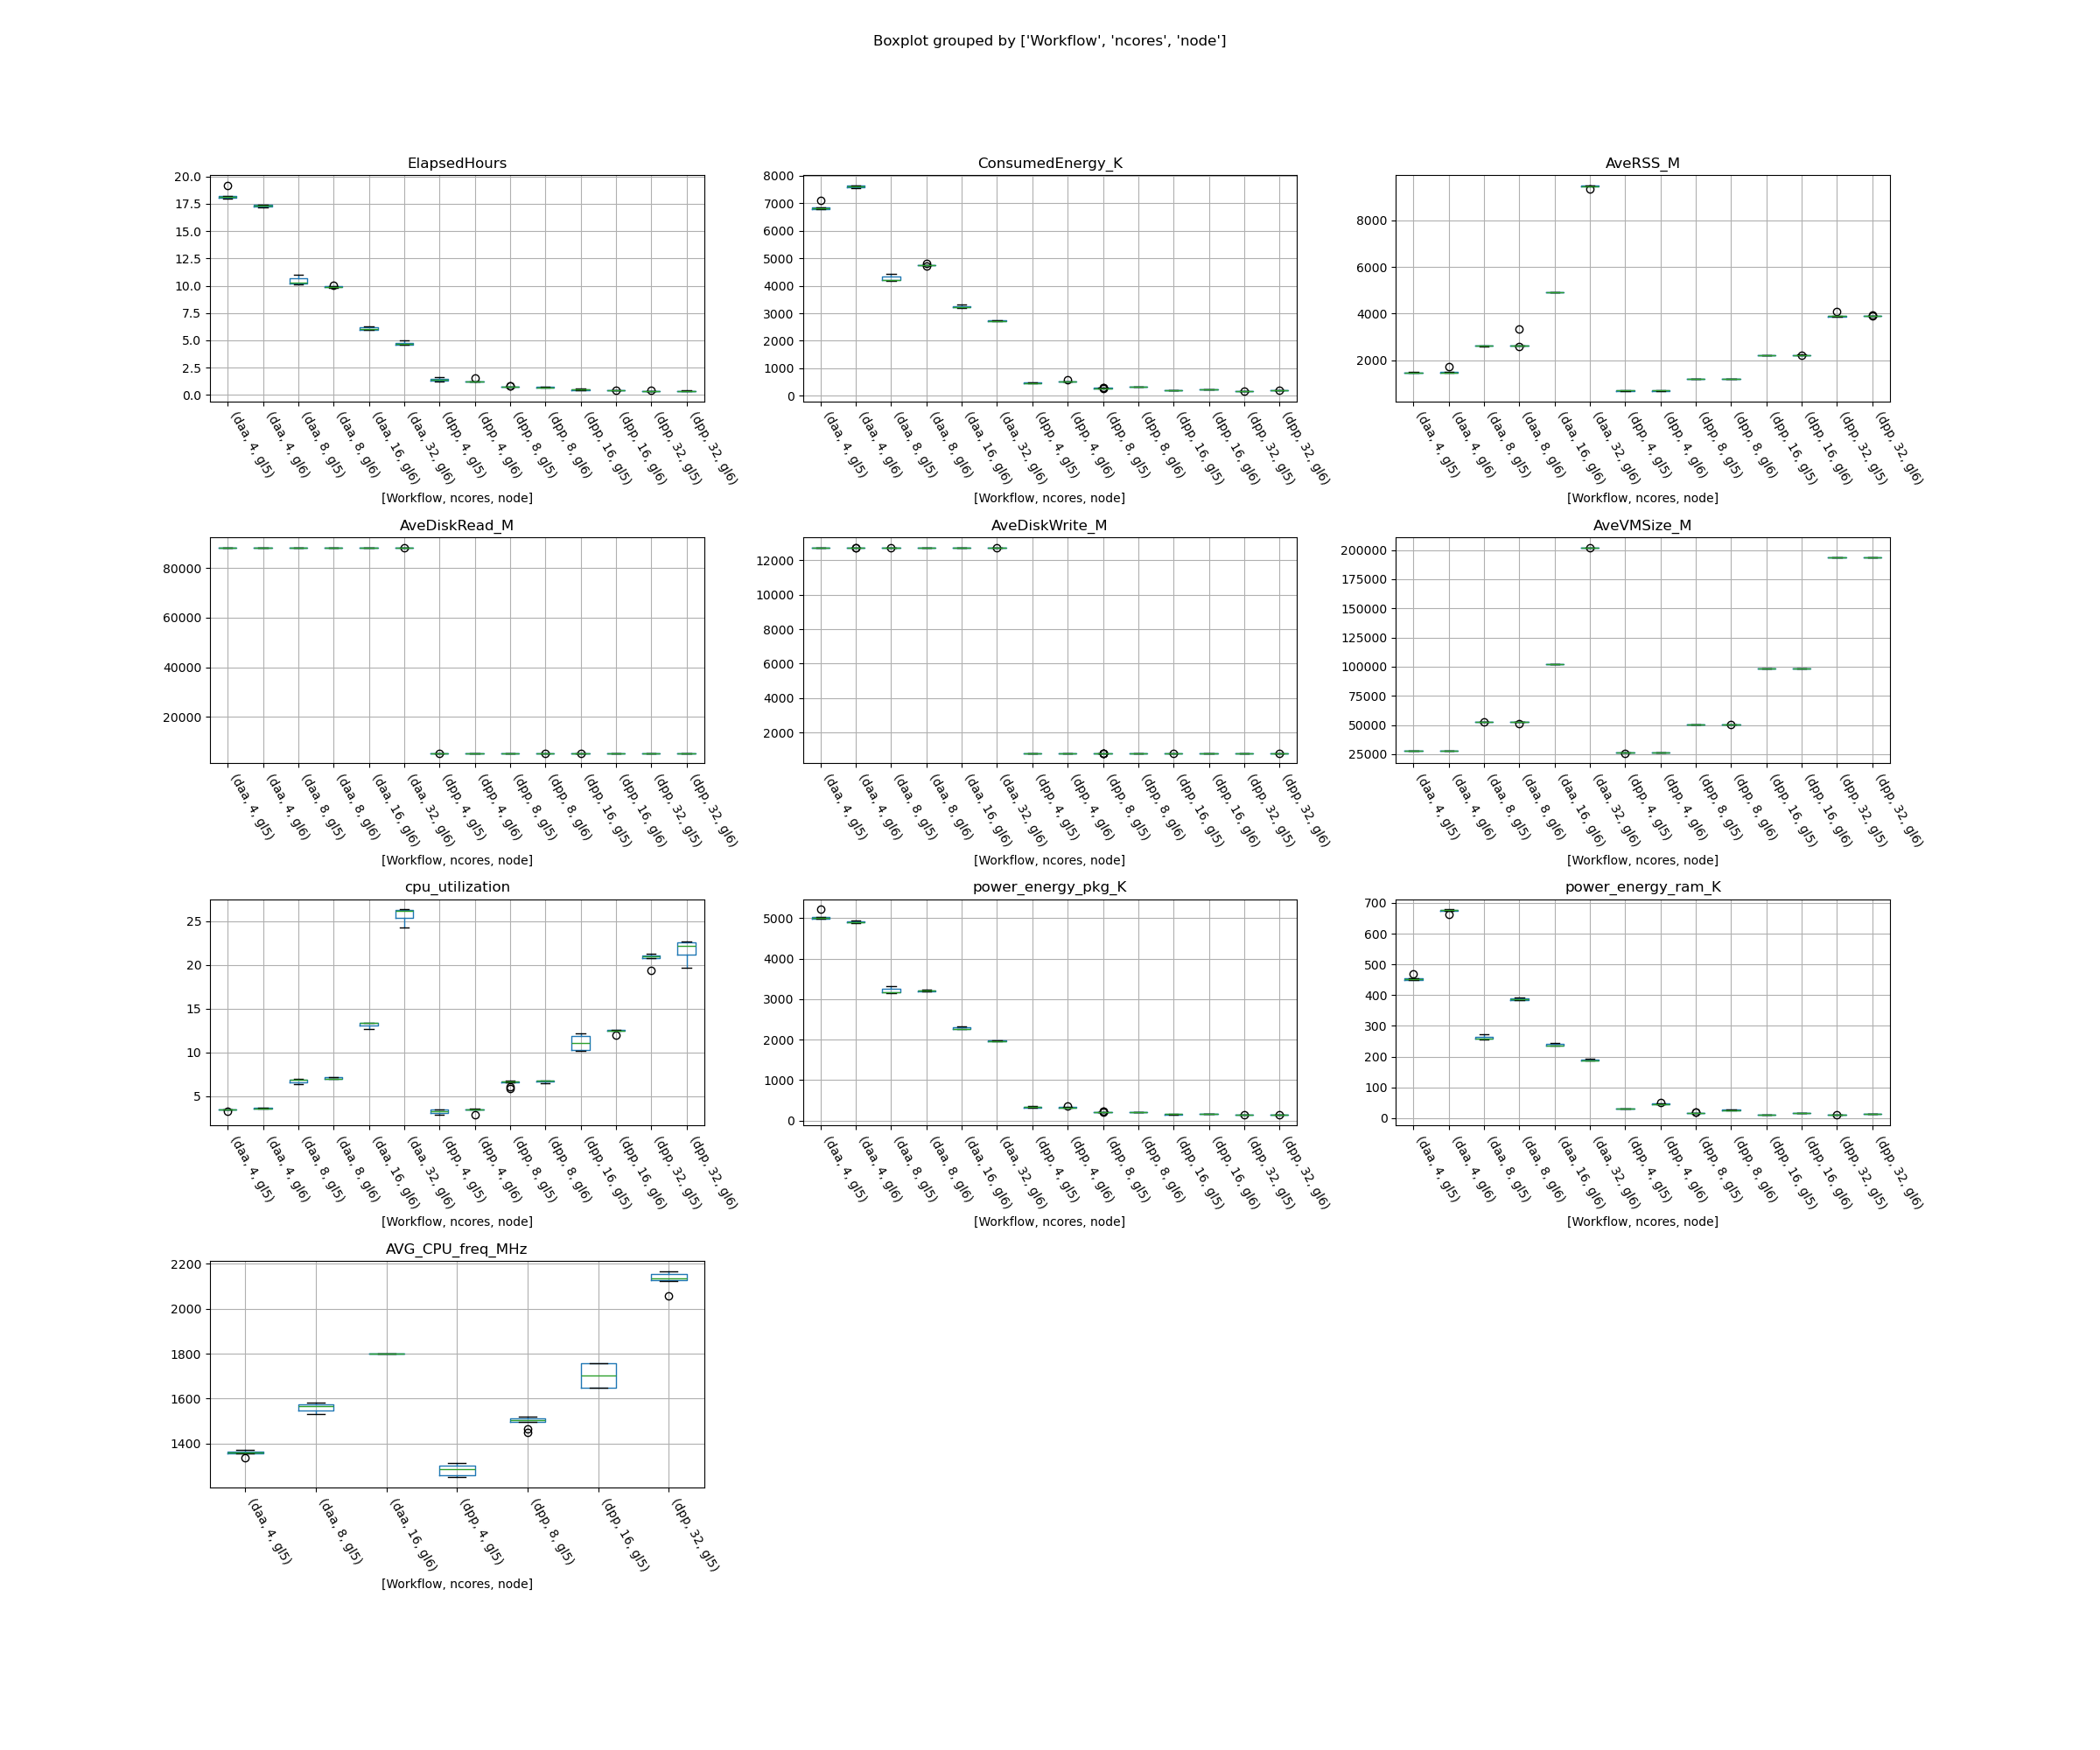 Boxplot grouped by ['Workflow', 'ncores', 'node']
ElapsedHours
20.0
17.5
15.0
12.5
10.0
7.5
5.0
2.5
0.0
(daa, 4, gl5)
(daa, 4, gl6)
(daa, 8, gl5)
(daa, 8, gl6)
(daa, 16, gl6)
(daa, 32, gl6)
(dpp, 4, gl5)
(dpp, 4, gl6)
(dpp, 8, gl5)
(dpp, 8, gl6)
(dpp, 16, gl5)
(dpp, 16, gl6)
(dpp, 32, gl5)
(dpp, 32, gl6)
[Workflow, ncores, node]
ConsumedEnergy_K
8000
7000
6000
5000
4000
3000
2000
1000
0
(daa, 4, gl5)
(daa, 4, gl6)
(daa, 8, gl5)
(daa, 8, gl6)
(daa, 16, gl6)
(daa, 32, gl6)
(dpp, 4, gl5)
(dpp, 4, gl6)
(dpp, 8, gl5)
(dpp, 8, gl6)
(dpp, 16, gl5)
(dpp, 16, gl6)
(dpp, 32, gl5)
(dpp, 32, gl6)
[Workflow, ncores, node]
AveRSS_M
8000
6000
4000
2000
(daa, 4, gl5)
(daa, 4, gl6)
(daa, 8, gl5)
(daa, 8, gl6)
(daa, 16, gl6)
(daa, 32, gl6)
(dpp, 4, gl5)
(dpp, 4, gl6)
(dpp, 8, gl5)
(dpp, 8, gl6)
(dpp, 16, gl5)
(dpp, 16, gl6)
(dpp, 32, gl5)
(dpp, 32, gl6)
[Workflow, ncores, node]
AveDiskRead_M
80000
60000
40000
20000
(daa, 4, gl5)
(daa, 4, gl6)
(daa, 8, gl5)
(daa, 8, gl6)
(daa, 16, gl6)
(daa, 32, gl6)
(dpp, 4, gl5)
(dpp, 4, gl6)
(dpp, 8, gl5)
(dpp, 8, gl6)
(dpp, 16, gl5)
(dpp, 16, gl6)
(dpp, 32, gl5)
(dpp, 32, gl6)
[Workflow, ncores, node]
AveDiskWrite_M
12000
10000
8000
6000
4000
2000
(daa, 4, gl5)
(daa, 4, gl6)
(daa, 8, gl5)
(daa, 8, gl6)
(daa, 16, gl6)
(daa, 32, gl6)
(dpp, 4, gl5)
(dpp, 4, gl6)
(dpp, 8, gl5)
(dpp, 8, gl6)
(dpp, 16, gl5)
(dpp, 16, gl6)
(dpp, 32, gl5)
(dpp, 32, gl6)
[Workflow, ncores, node]
AveVMSize_M
200000
175000
150000
125000
100000
75000
50000
25000
(daa, 4, gl5)
(daa, 4, gl6)
(daa, 8, gl5)
(daa, 8, gl6)
(daa, 16, gl6)
(daa, 32, gl6)
(dpp, 4, gl5)
(dpp, 4, gl6)
(dpp, 8, gl5)
(dpp, 8, gl6)
(dpp, 16, gl5)
(dpp, 16, gl6)
(dpp, 32, gl5)
(dpp, 32, gl6)
[Workflow, ncores, node]
cpu_utilization
25
20
15
10
5
(daa, 4, gl5)
(daa, 4, gl6)
(daa, 8, gl5)
(daa, 8, gl6)
(daa, 16, gl6)
(daa, 32, gl6)
(dpp, 4, gl5)
(dpp, 4, gl6)
(dpp, 8, gl5)
(dpp, 8, gl6)
(dpp, 16, gl5)
(dpp, 16, gl6)
(dpp, 32, gl5)
(dpp, 32, gl6)
[Workflow, ncores, node]
power_energy_pkg_K
5000
4000
3000
2000
1000
0
(daa, 4, gl5)
(daa, 4, gl6)
(daa, 8, gl5)
(daa, 8, gl6)
(daa, 16, gl6)
(daa, 32, gl6)
(dpp, 4, gl5)
(dpp, 4, gl6)
(dpp, 8, gl5)
(dpp, 8, gl6)
(dpp, 16, gl5)
(dpp, 16, gl6)
(dpp, 32, gl5)
(dpp, 32, gl6)
[Workflow, ncores, node]
power_energy_ram_K
700
600
500
400
300
200
100
0
(daa, 4, gl5)
(daa, 4, gl6)
(daa, 8, gl5)
(daa, 8, gl6)
(daa, 16, gl6)
(daa, 32, gl6)
(dpp, 4, gl5)
(dpp, 4, gl6)
(dpp, 8, gl5)
(dpp, 8, gl6)
(dpp, 16, gl5)
(dpp, 16, gl6)
(dpp, 32, gl5)
(dpp, 32, gl6)
[Workflow, ncores, node]
AVG_CPU_freq_MHz
2200
2000
1800
1600
1400
(daa, 4, gl5)
(daa, 8, gl5)
(daa, 16, gl6)
(dpp, 4, gl5)
(dpp, 8, gl5)
(dpp, 16, gl5)
(dpp, 32, gl5)
[Workflow, ncores, node]